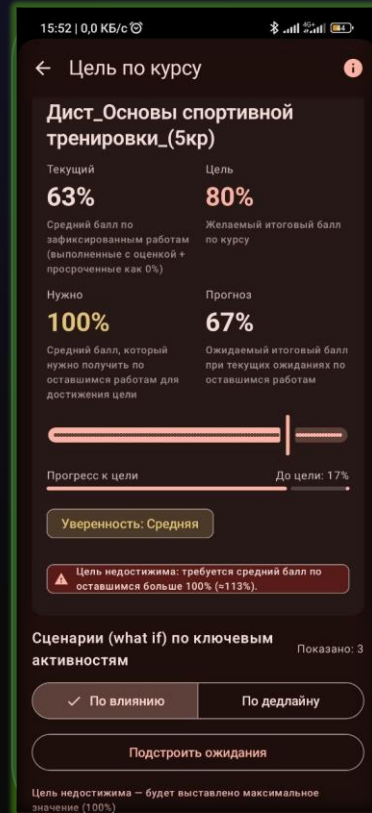 15:52 | 0,0 КБ/с
4G+
84
Цель по курсу
Дист_Основы спортивной
тренировки_(5кр)
Текущий
63%
Средний балл по
зафиксированным работам
(выполненные с оценкой +
просроченные как 0%)
Цель
80%
Желаемый итоговый балл
по курсу
Нужно
100%
Средний балл, который
нужно получить по
оставшимся работам для
достижения цели
Прогноз
67%
Ожидаемый итоговый балл
при текущих ожиданиях по
оставшимся работам
Прогресс к цели
До цели: 17%
Уверенность: Средняя
Цель недостижима: требуется средний балл по
оставшимся больше 100% (≈113%).
Сценарии (what if) по ключевым
активностям
Показано: 3
По влиянию
По дедлайну
Подстроить ожидания
Цель недостижима — будет выставлено максимальное
значение (100%)